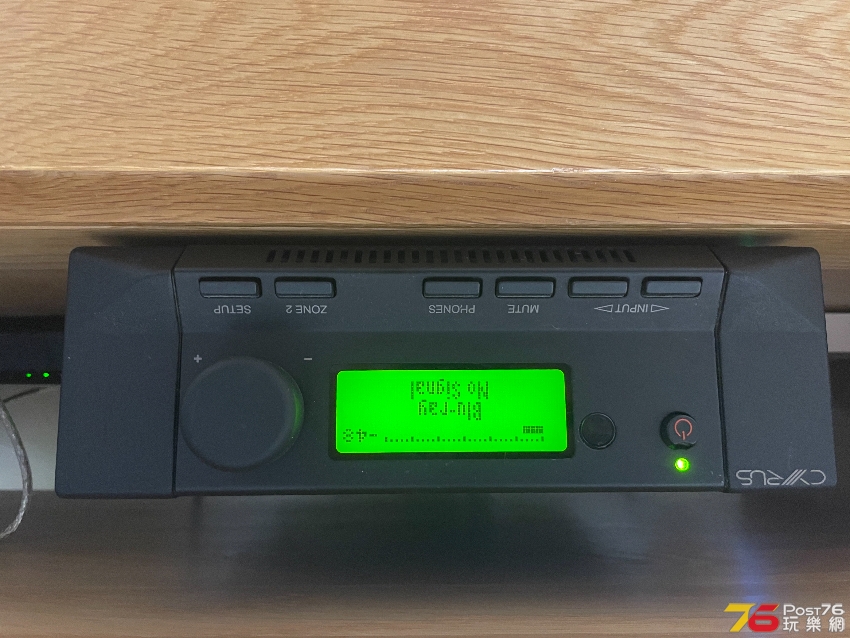 CYRUS
Blu-ray
No signal
INPUT
MUTE
PHONES
ZONE 2
SETUP
- +
76 POST76
玩樂網